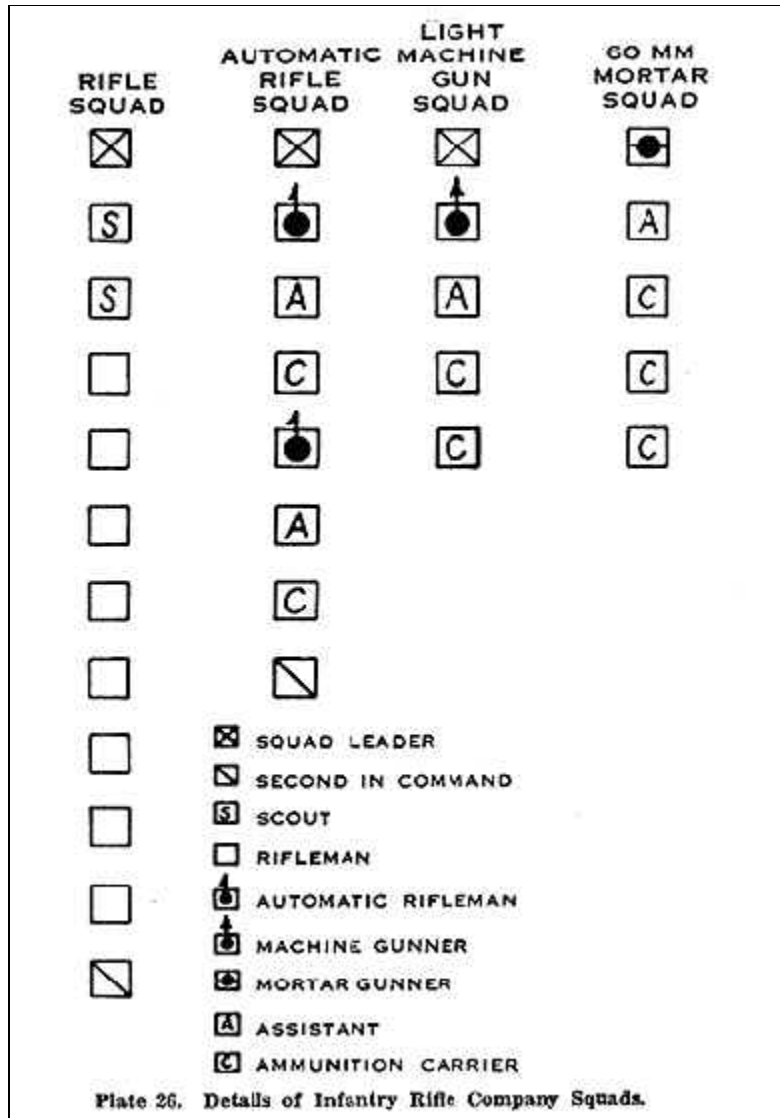 RIFLE SQUAD
AUTOMATIC RIFLE SQUAD
LIGHT MACHINE GUN SQUAD
60 MM MORTAR SQUAD
S A
S A A C
C C C
C C
A
C
SQUAD LEADER
SECOND IN COMMAND
S SCOUT
RIFLEMAN
AUTOMATIC RIFLEMAN
MACHINE GUNNER
MORTAR GUNNER
A ASSISTANT
C AMMUNITION CARRIER
Plate 26. Details of Infantry Rifle Company Squads.